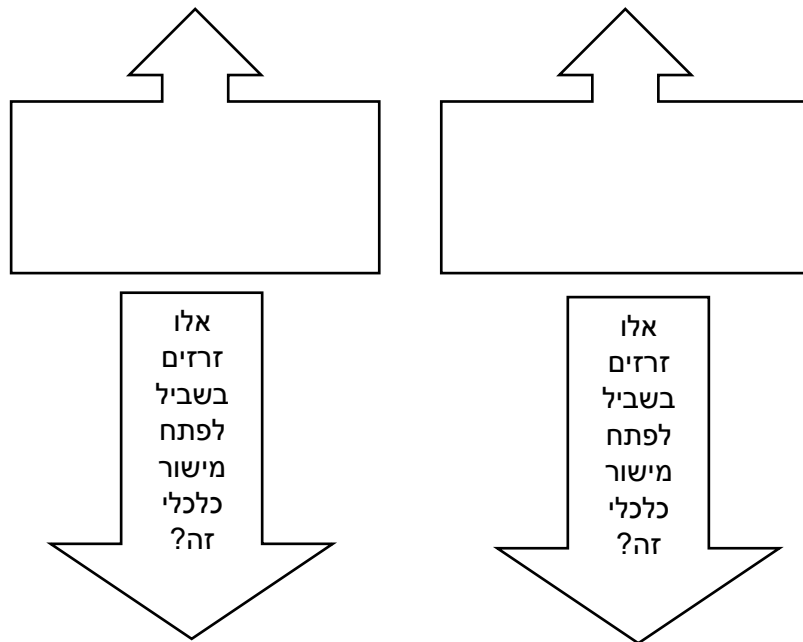 אלו
זרזים
בשביל
לפתח
מישור
כלכלי
זה?
אלו
זרזים
בשביל
לפתח
מישור
כלכלי
זה?